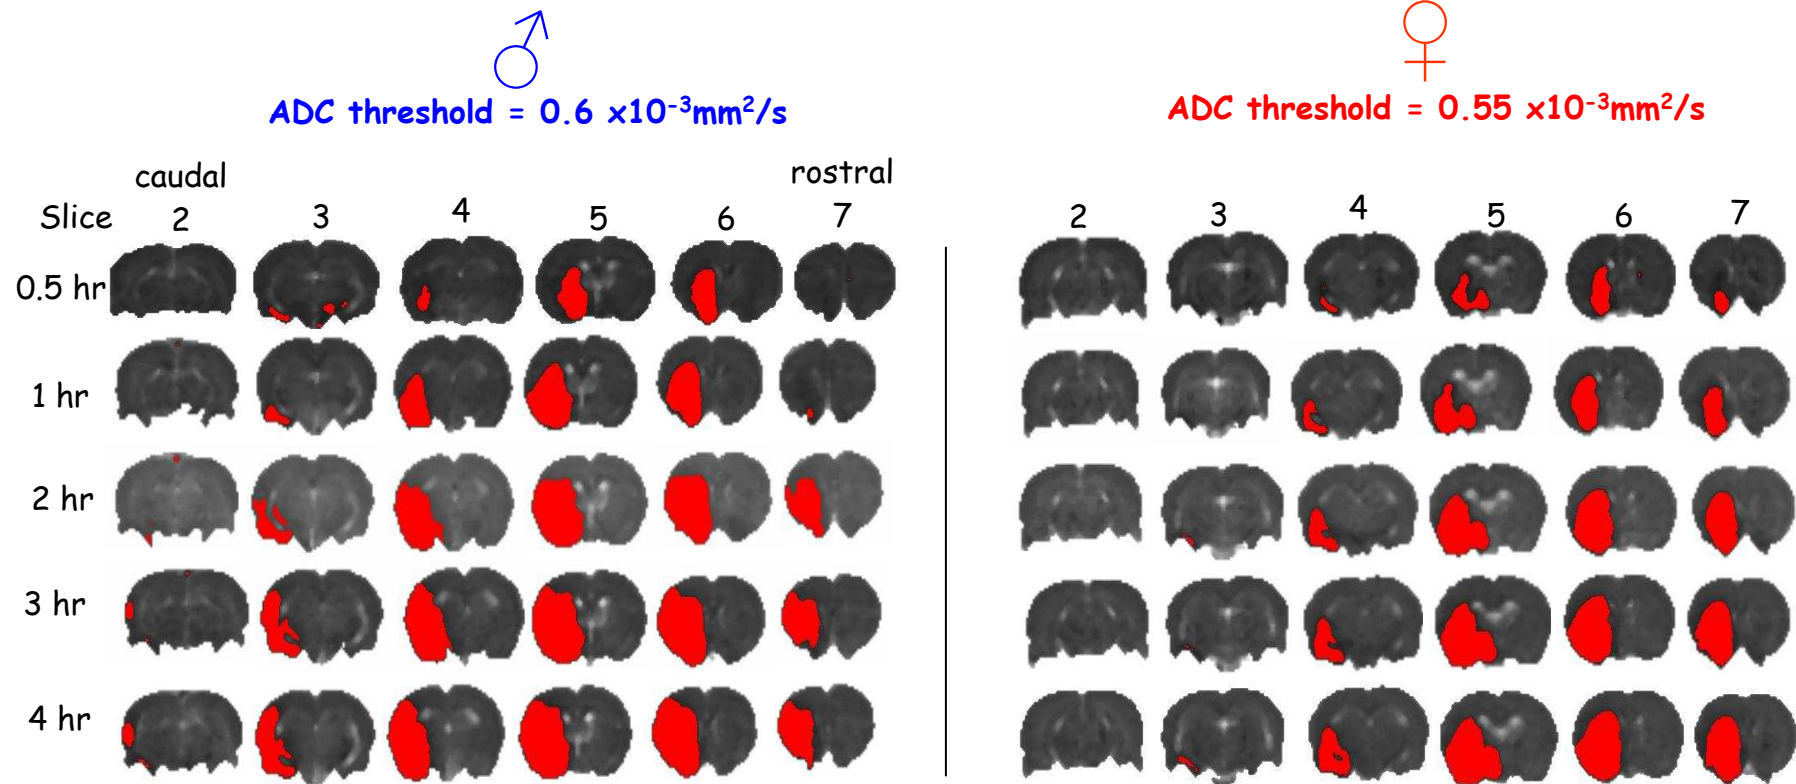 ♂ ♀
ADC threshold = 0.6 x10⁻³mm²/s
ADC threshold = 0.55 x10⁻³mm²/s
caudal rostral
Slice 2 3 4 5 6 7
2 3 4 5 6 7
0.5 hr
1 hr
2 hr
3 hr
4 hr